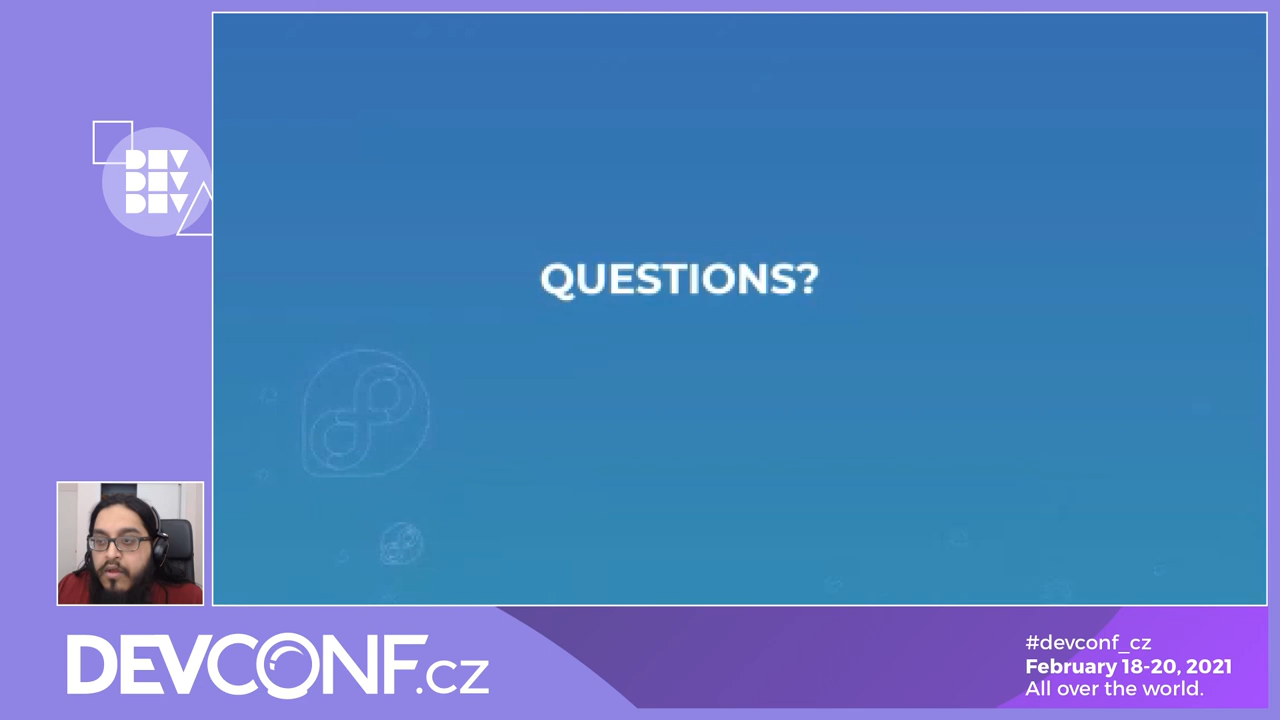 DEV
DEV
DEV
QUESTIONS?
DEVCONF.cz
#devconf_cz
February 18-20, 2021
All over the world.